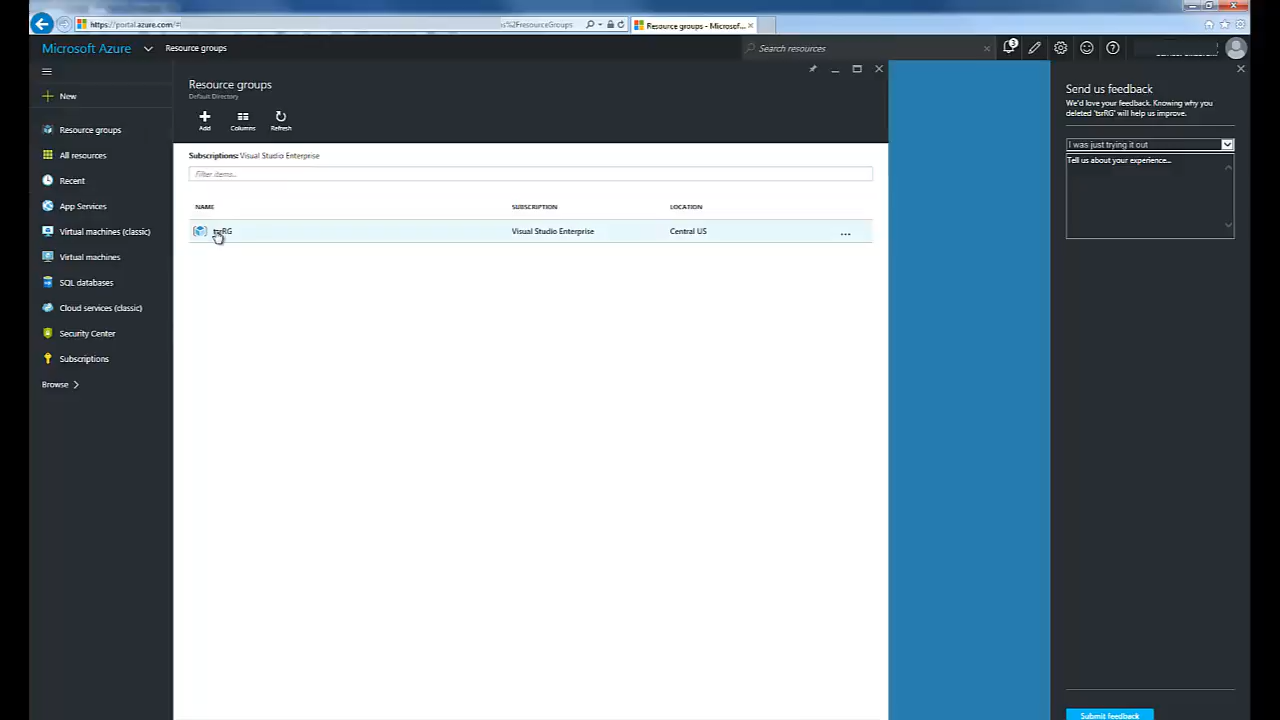 https://portal.azure.com/#
s%2FresourceGroups
Resource groups - Microsof...
Microsoft Azure
Resource groups
Search resources
3
New
Resource groups
All resources
Recent
App Services
Virtual machines (classic)
Virtual machines
SQL databases
Cloud services (classic)
Security Center
Subscriptions
Browse
Resource groups
Default Directory
Add
Columns
Refresh
Subscriptions: Visual Studio Enterprise
Filter items...
NAME
SUBSCRIPTION
LOCATION
tsrRG
Visual Studio Enterprise
Central US
...
Send us feedback
We'd love your feedback. Knowing why you
deleted 'tsrRG' will help us improve.
I was just trying it out
Tell us about your experience...
Submit feedback